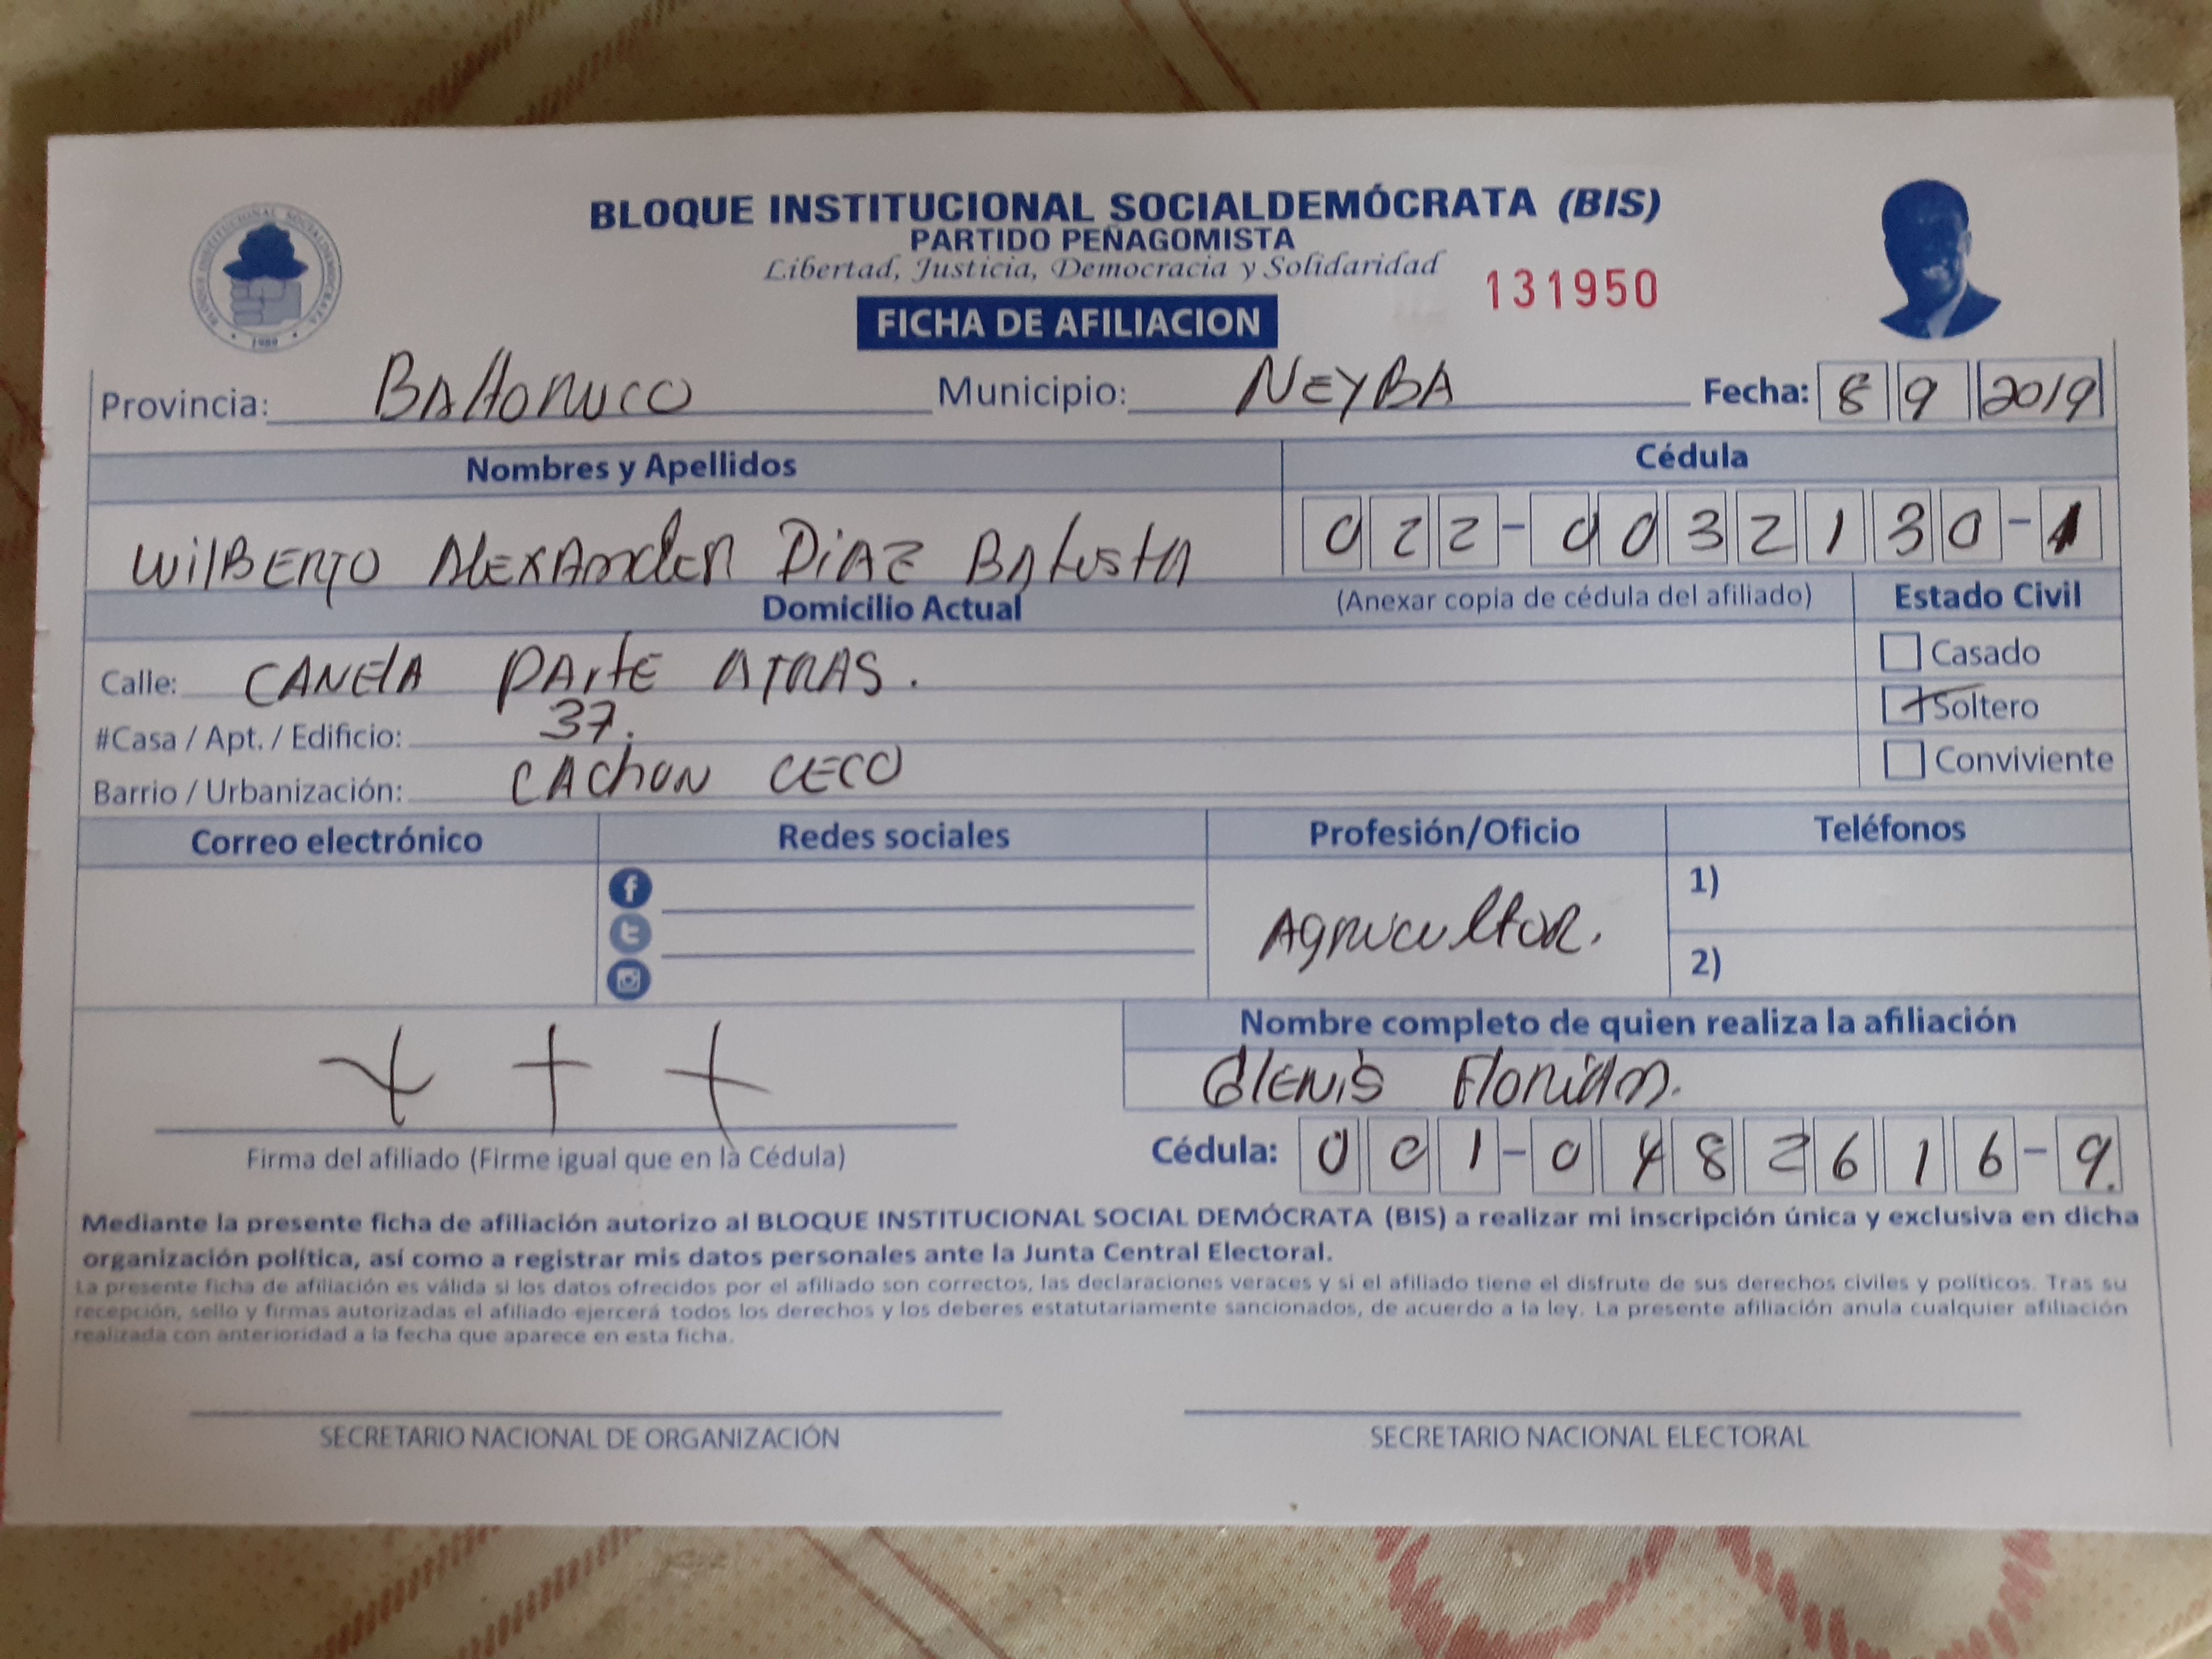 BLOQUE INSTITUCIONAL SOCIALDEMÓCRATA (BIS)
PARTIDO PEÑAGOMISTA
Libertad, Justicia, Democracia y Solidaridad
131950
BLOQUE INSTITUCIONAL SOCIALDEMOCRATA
1989
FICHA DE AFILIACION
Provincia: BAHORUCO Municipio: NEYBA Fecha: 8 9 2019
Nombres y Apellidos Cédula
WilBERTO AlEXAnder DiAZ BAtistA 022-0032130-1
Domicilio Actual (Anexar copia de cédula del afiliado) Estado Civil
Calle: CANElA PArtE ATRAS.
Casado
Soltero
#Casa / Apt. / Edificio: 37.
Conviviente
Barrio / Urbanización: CAChON CECO
Correo electrónico Redes sociales Profesión/Oficio Teléfonos
1)
Agricultor.
2)
Nombre completo de quien realiza la afiliación
GlENis Floriàn.
Firma del afiliado (Firme igual que en la Cédula)
Cédula: 001-0482616-9
Mediante la presente ficha de afiliación autorizo al BLOQUE INSTITUCIONAL SOCIAL DEMÓCRATA (BIS) a realizar mi inscripción única y exclusiva en dicha
organización política, así como a registrar mis datos personales ante la Junta Central Electoral.
La presente ficha de afiliación es válida si los datos ofrecidos por el afiliado son correctos, las declaraciones veraces y si el afiliado tiene el disfrute de sus derechos civiles y políticos. Tras su
recepción, sello y firmas autorizadas el afiliado ejercerá todos los derechos y los deberes estatutariamente sancionados, de acuerdo a la ley. La presente afiliación anula cualquier afiliación
realizada con anterioridad a la fecha que aparece en esta ficha.
SECRETARIO NACIONAL DE ORGANIZACIÓN SECRETARIO NACIONAL ELECTORAL